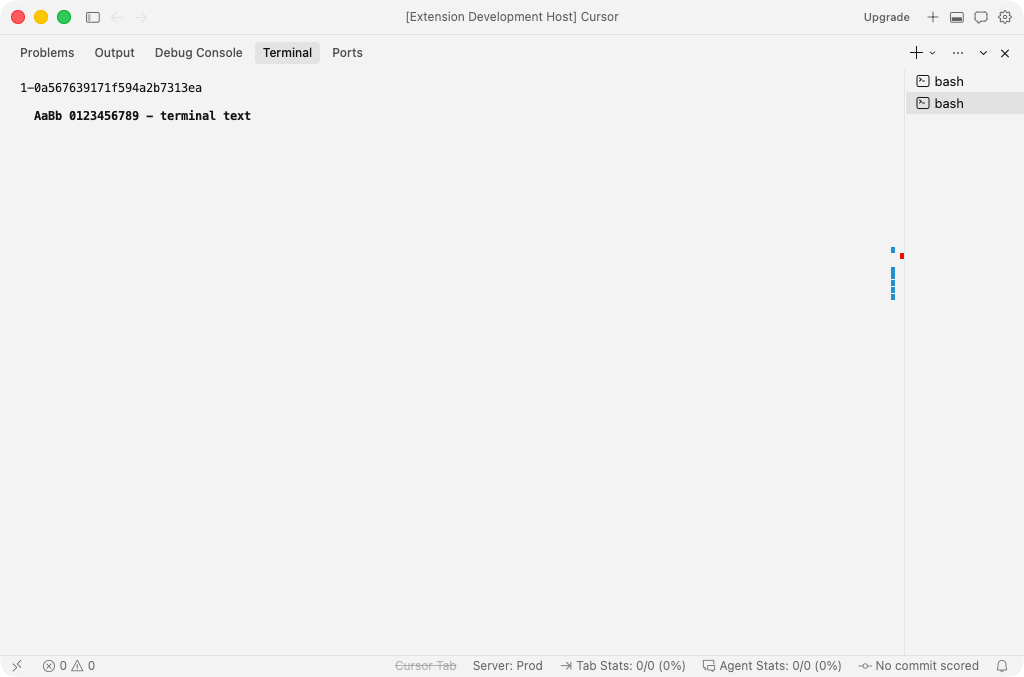 [Extension Development Host] Cursor
Upgrade
Problems Output Debug Console Terminal Ports
1-0a567639171f594a2b7313ea
AaBb 0123456789 - terminal text
bash
bash
0 0 Cursor Tab Server: Prod Tab Stats: 0/0 (0%) Agent Stats: 0/0 (0%) No commit scored